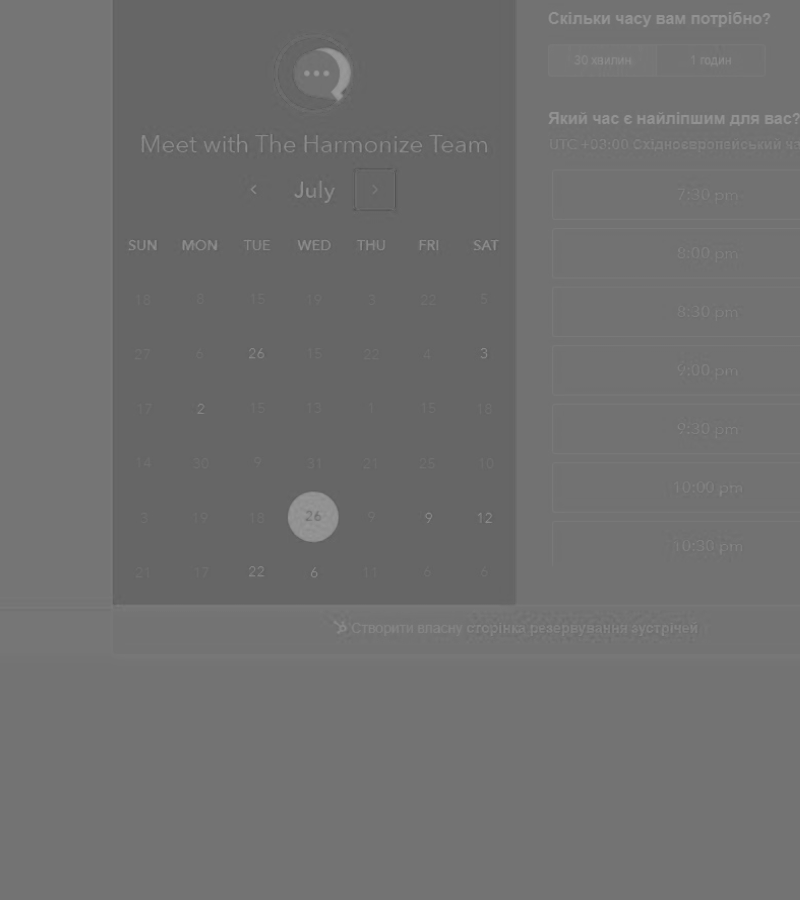 Meet with The Harmonize Team
July
SUN MON TUE WED THU FRI SAT
18 8 15 19 3 22 5
27 6 26 15 22 4 3
17 2 15 13 1 15 18
14 30 9 31 21 25 10
3 19 18 26 9 9 12
21 17 22 6 11 6 6
Скільки часу вам потрібно?
30 хвилин 1 годин
Який час є найліпшим для вас?
UTC +03:00 Східноєвропейський
7:30 pm
8:00 pm
8:30 pm
9:00 pm
9:30 pm
10:00 pm
10:30 pm
Створити власну сторінка резервування зустрічей